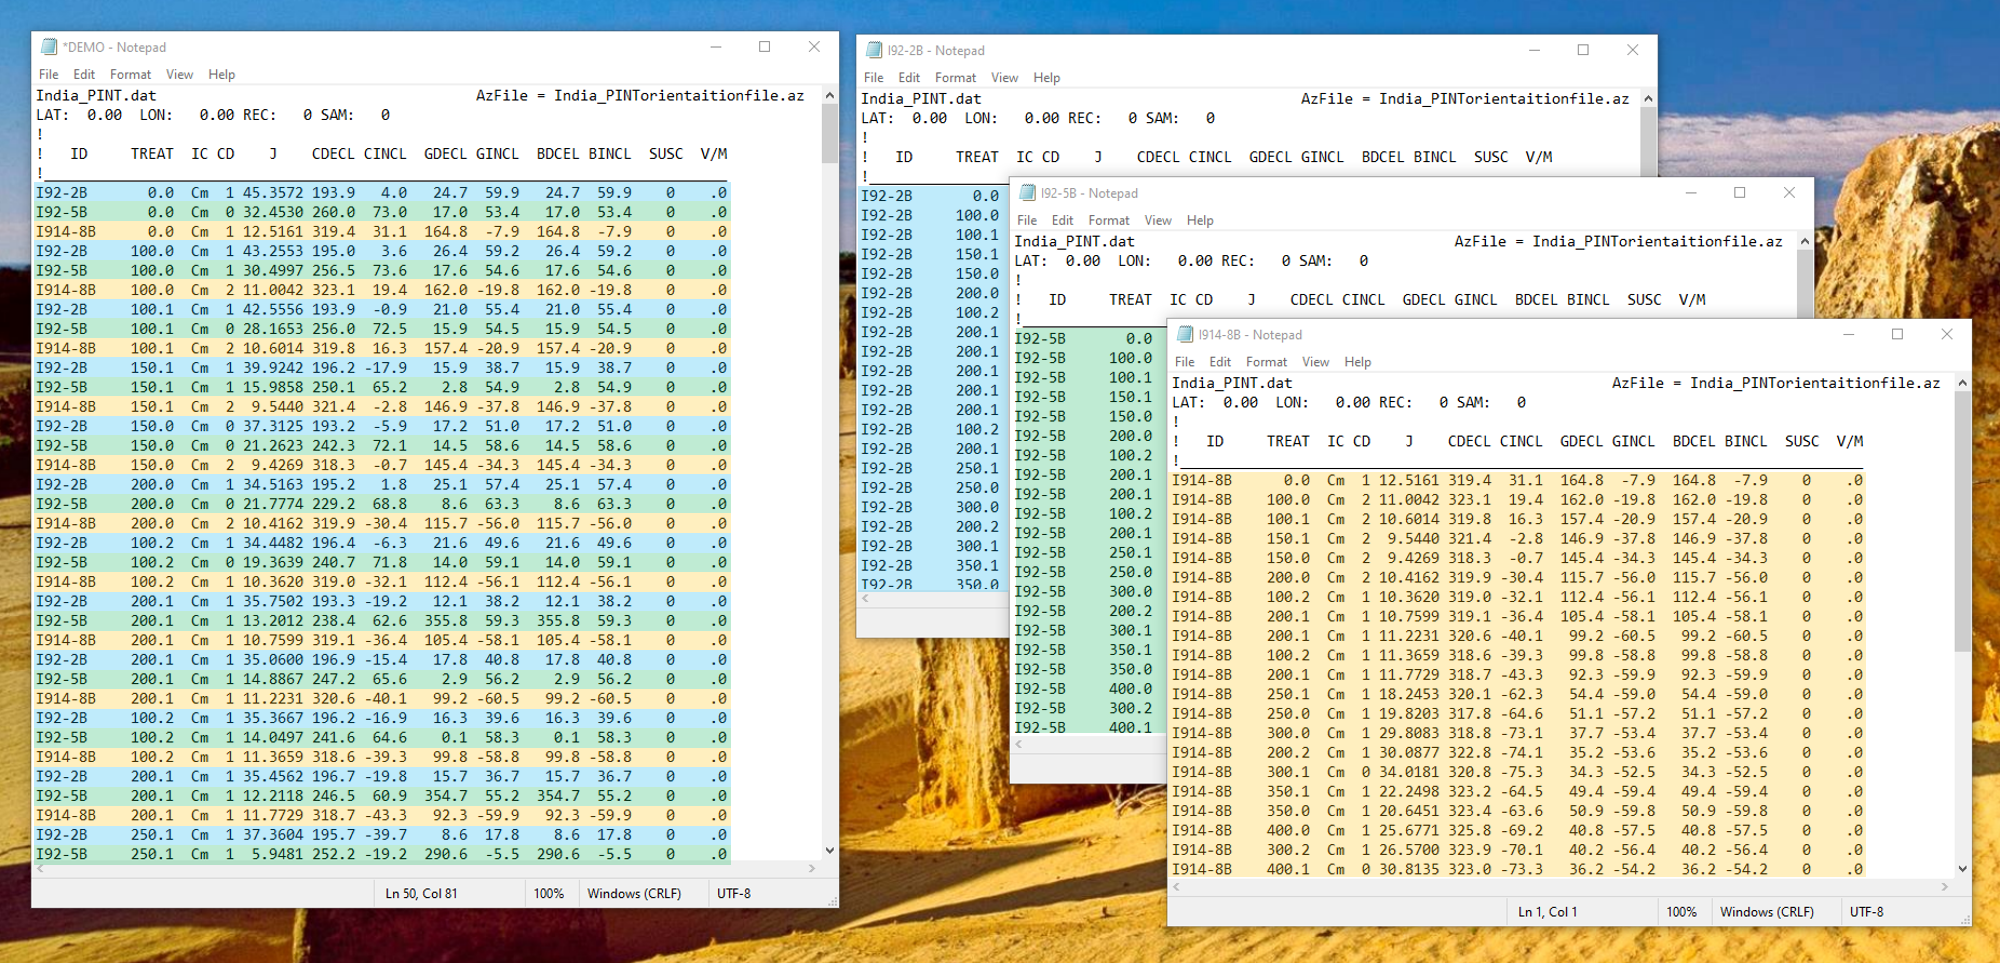 *DEMO - Notepad
File Edit Format View Help
India_PINT.dat AzFile = India_PINTorientaitionfile.az
LAT: 0.00 LON: 0.00 REC: 0 SAM: 0
!
! ID TREAT IC CD J CDECL CINCL GDECL GINCL BDCEL BINCL SUSC V/M
!
I92-2B 0.0 Cm 1 45.3572 193.9 4.0 24.7 59.9 24.7 59.9 0 .0
I92-5B 0.0 Cm 0 32.4530 260.0 73.0 17.0 53.4 17.0 53.4 0 .0
I914-8B 0.0 Cm 1 12.5161 319.4 31.1 164.8 -7.9 164.8 -7.9 0 .0
I92-2B 100.0 Cm 1 43.2553 195.0 3.6 26.4 59.2 26.4 59.2 0 .0
I92-5B 100.0 Cm 1 30.4997 256.5 73.6 17.6 54.6 17.6 54.6 0 .0
I914-8B 100.0 Cm 2 11.0042 323.1 19.4 162.0 -19.8 162.0 -19.8 0 .0
I92-2B 100.1 Cm 1 42.5556 193.9 -0.9 21.0 55.4 21.0 55.4 0 .0
I92-5B 100.1 Cm 0 28.1653 256.0 72.5 15.9 54.5 15.9 54.5 0 .0
I914-8B 100.1 Cm 2 10.6014 319.8 16.3 157.4 -20.9 157.4 -20.9 0 .0
I92-2B 150.1 Cm 1 39.9242 196.2 -17.9 15.9 38.7 15.9 38.7 0 .0
I92-5B 150.1 Cm 1 15.9858 250.1 65.2 2.8 54.9 2.8 54.9 0 .0
I914-8B 150.1 Cm 2 9.5440 321.4 -2.8 146.9 -37.8 146.9 -37.8 0 .0
I92-2B 150.0 Cm 0 37.3125 193.2 -5.9 17.2 51.0 17.2 51.0 0 .0
I92-5B 150.0 Cm 0 21.2623 242.3 72.1 14.5 58.6 14.5 58.6 0 .0
I914-8B 150.0 Cm 2 9.4269 318.3 -0.7 145.4 -34.3 145.4 -34.3 0 .0
I92-2B 200.0 Cm 1 34.5163 195.2 1.8 25.1 57.4 25.1 57.4 0 .0
I92-5B 200.0 Cm 0 21.7774 229.2 68.8 8.6 63.3 8.6 63.3 0 .0
I914-8B 200.0 Cm 2 10.4162 319.9 -30.4 115.7 -56.0 115.7 -56.0 0 .0
I92-2B 100.2 Cm 1 34.4482 196.4 -6.3 21.6 49.6 21.6 49.6 0 .0
I92-5B 100.2 Cm 0 19.3639 240.7 71.8 14.0 59.1 14.0 59.1 0 .0
I914-8B 100.2 Cm 1 10.3620 319.0 -32.1 112.4 -56.1 112.4 -56.1 0 .0
I92-2B 200.1 Cm 1 35.7502 193.3 -19.2 12.1 38.2 12.1 38.2 0 .0
I92-5B 200.1 Cm 1 13.2012 238.4 62.6 355.8 59.3 355.8 59.3 0 .0
I914-8B 200.1 Cm 1 10.7599 319.1 -36.4 105.4 -58.1 105.4 -58.1 0 .0
I92-2B 200.1 Cm 1 35.0600 196.9 -15.4 17.8 40.8 17.8 40.8 0 .0
I92-5B 200.1 Cm 1 14.8867 247.2 65.6 2.9 56.2 2.9 56.2 0 .0
I914-8B 200.1 Cm 1 11.2231 320.6 -40.1 99.2 -60.5 99.2 -60.5 0 .0
I92-2B 100.2 Cm 1 35.3667 196.2 -16.9 16.3 39.6 16.3 39.6 0 .0
I92-5B 100.2 Cm 1 14.0497 241.6 64.6 0.1 58.3 0.1 58.3 0 .0
I914-8B 100.2 Cm 1 11.3659 318.6 -39.3 99.8 -58.8 99.8 -58.8 0 .0
I92-2B 200.1 Cm 1 35.4562 196.7 -19.8 15.7 36.7 15.7 36.7 0 .0
I92-5B 200.1 Cm 1 12.2118 246.5 60.9 354.7 55.2 354.7 55.2 0 .0
I914-8B 200.1 Cm 1 11.7729 318.7 -43.3 92.3 -59.9 92.3 -59.9 0 .0
I92-2B 250.1 Cm 1 37.3604 195.7 -39.7 8.6 17.8 8.6 17.8 0 .0
I92-5B 250.1 Cm 1 5.9481 252.2 -19.2 290.6 -5.5 290.6 -5.5 0 .0
Ln 50, Col 81 100% Windows (CRLF) UTF-8
I92-2B - Notepad
File Edit Format View Help
India_PINT.dat AzFile = India_PINTorientaitionfile.az
LAT: 0.00 LON: 0.00 REC: 0 SAM: 0
!
! ID TREAT IC CD J CDECL CINCL GDECL GINCL BDCEL BINCL SUSC V/M
!
I92-2B 0.0
I92-2B 100.0
I92-2B 100.1
I92-2B 150.1
I92-2B 150.0
I92-2B 200.0
I92-2B 100.2
I92-2B 200.1
I92-2B 200.1
I92-2B 200.1
I92-2B 200.1
I92-2B 200.1
I92-2B 100.2
I92-2B 200.1
I92-2B 250.1
I92-2B 250.0
I92-2B 300.0
I92-2B 200.2
I92-2B 300.1
I92-2B 350.1
I92-2B 350.0
I92-5B - Notepad
File Edit Format View Help
India_PINT.dat AzFile = India_PINTorientaitionfile.az
LAT: 0.00 LON: 0.00 REC: 0 SAM: 0
!
! ID TREAT IC CD J CDECL CINCL GDECL GINCL BDCEL BINCL SUSC V/M
!
I92-5B 0.0
I92-5B 100.0
I92-5B 100.1
I92-5B 150.1
I92-5B 150.0
I92-5B 200.0
I92-5B 100.2
I92-5B 200.1
I92-5B 200.1
I92-5B 100.2
I92-5B 200.1
I92-5B 250.1
I92-5B 250.0
I92-5B 300.0
I92-5B 200.2
I92-5B 300.1
I92-5B 350.1
I92-5B 350.0
I92-5B 400.0
I92-5B 300.2
I92-5B 400.1
I914-8B - Notepad
File Edit Format View Help
India_PINT.dat AzFile = India_PINTorientaitionfile.az
LAT: 0.00 LON: 0.00 REC: 0 SAM: 0
!
! ID TREAT IC CD J CDECL CINCL GDECL GINCL BDCEL BINCL SUSC V/M
!
I914-8B 0.0 Cm 1 12.5161 319.4 31.1 164.8 -7.9 164.8 -7.9 0 .0
I914-8B 100.0 Cm 2 11.0042 323.1 19.4 162.0 -19.8 162.0 -19.8 0 .0
I914-8B 100.1 Cm 2 10.6014 319.8 16.3 157.4 -20.9 157.4 -20.9 0 .0
I914-8B 150.1 Cm 2 9.5440 321.4 -2.8 146.9 -37.8 146.9 -37.8 0 .0
I914-8B 150.0 Cm 2 9.4269 318.3 -0.7 145.4 -34.3 145.4 -34.3 0 .0
I914-8B 200.0 Cm 2 10.4162 319.9 -30.4 115.7 -56.0 115.7 -56.0 0 .0
I914-8B 100.2 Cm 1 10.3620 319.0 -32.1 112.4 -56.1 112.4 -56.1 0 .0
I914-8B 200.1 Cm 1 10.7599 319.1 -36.4 105.4 -58.1 105.4 -58.1 0 .0
I914-8B 200.1 Cm 1 11.2231 320.6 -40.1 99.2 -60.5 99.2 -60.5 0 .0
I914-8B 100.2 Cm 1 11.3659 318.6 -39.3 99.8 -58.8 99.8 -58.8 0 .0
I914-8B 200.1 Cm 1 11.7729 318.7 -43.3 92.3 -59.9 92.3 -59.9 0 .0
I914-8B 250.1 Cm 1 18.2453 320.1 -62.3 54.4 -59.0 54.4 -59.0 0 .0
I914-8B 250.0 Cm 1 19.8203 317.8 -64.6 51.1 -57.2 51.1 -57.2 0 .0
I914-8B 300.0 Cm 1 29.8083 318.8 -73.1 37.7 -53.4 37.7 -53.4 0 .0
I914-8B 200.2 Cm 1 30.0877 322.8 -74.1 35.2 -53.6 35.2 -53.6 0 .0
I914-8B 300.1 Cm 0 34.0181 320.8 -75.3 34.3 -52.5 34.3 -52.5 0 .0
I914-8B 350.1 Cm 1 22.2498 323.2 -64.5 49.4 -59.4 49.4 -59.4 0 .0
I914-8B 350.0 Cm 1 20.6451 323.4 -63.6 50.9 -59.8 50.9 -59.8 0 .0
I914-8B 400.0 Cm 1 25.6771 325.8 -69.2 40.8 -57.5 40.8 -57.5 0 .0
I914-8B 300.2 Cm 1 26.5700 323.9 -70.1 40.2 -56.4 40.2 -56.4 0 .0
I914-8B 400.1 Cm 0 30.8135 323.0 -73.3 36.2 -54.2 36.2 -54.2 0 .0
Ln 1, Col 1 100% Windows (CRLF) UTF-8